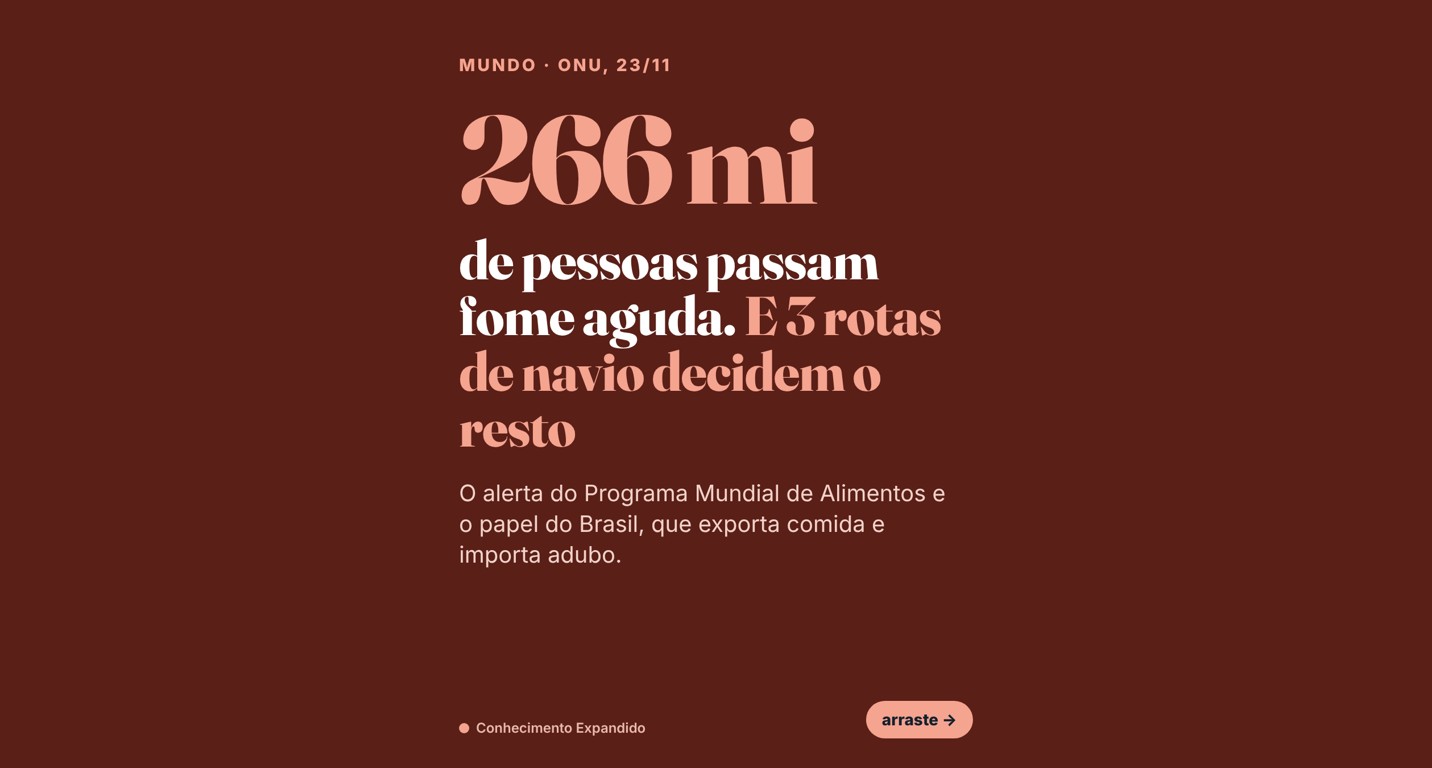 MUNDO · ONU, 23/11
266 mi
de pessoas passam
fome aguda. E 3 rotas
de navio decidem o
resto
O alerta do Programa Mundial de Alimentos e
o papel do Brasil, que exporta comida e
importa adubo.
Conhecimento Expandido
arraste →